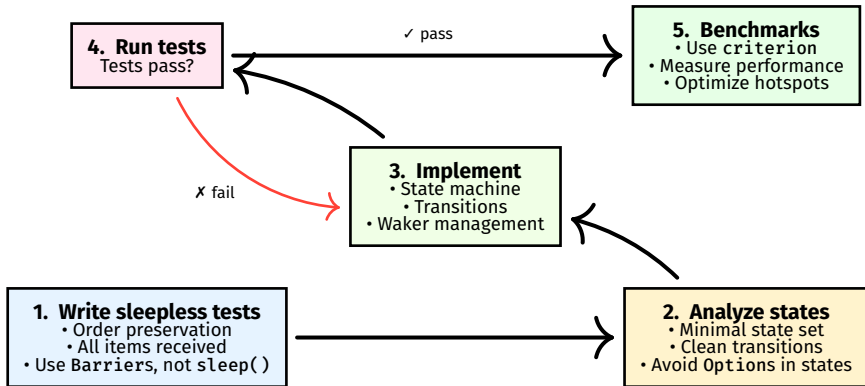 4. Run tests
Tests pass?
✓ pass
5. Benchmarks
• Use criterion
• Measure performance
• Optimize hotspots
✗ fail
3. Implement
• State machine
• Transitions
• Waker management
1. Write sleepless tests
• Order preservation
• All items received
• Use Barriers, not sleep()
2. Analyze states
• Minimal state set
• Clean transitions
• Avoid Options in states